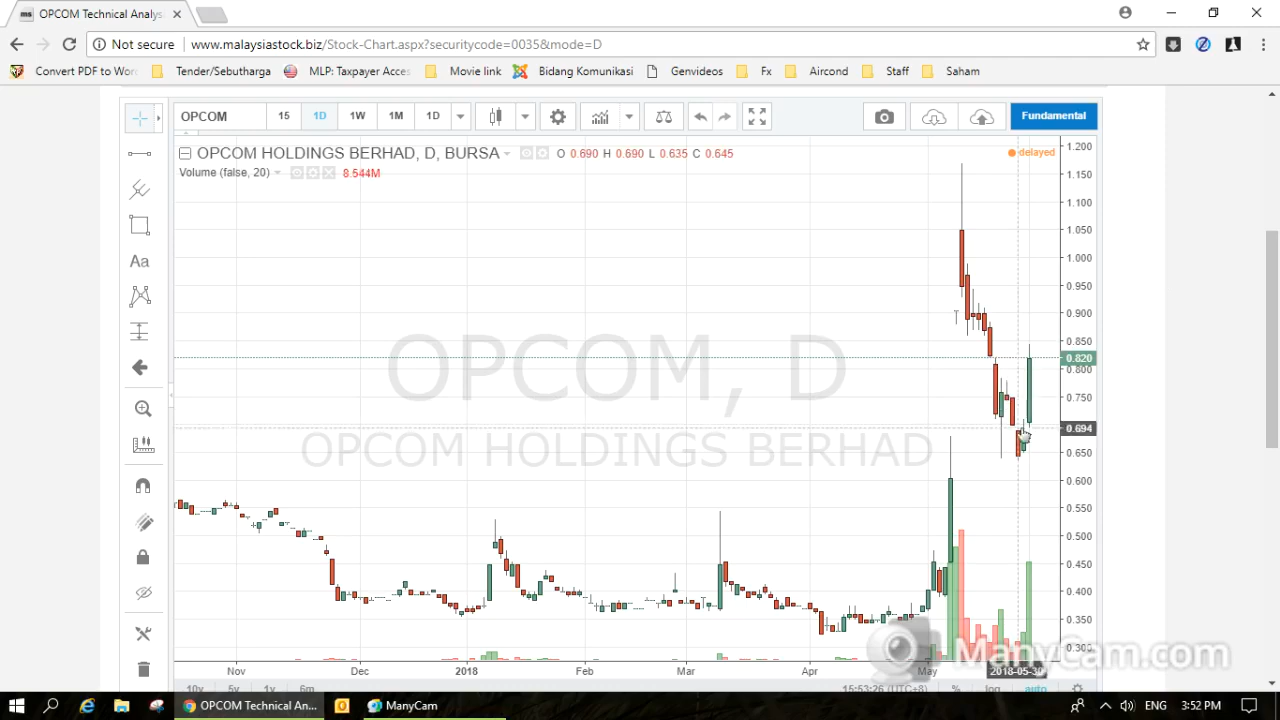 OPCOM Technical Analys
Not secure
www.malaysiastock.biz/Stock-Chart.aspx?securitycode=0035&mode=D
Convert PDF to Word
Tender/Sebutharga
MLP: Taxpayer Acces
Movie link
Bidang Komunikasi
Genvideos
Fx
Aircond
Staff
Saham
OPCOM 15 1D 1W 1M 1D Fundamental
OPCOM HOLDINGS BERHAD, D, BURSA O 0.690 H 0.690 L 0.635 C 0.645 delayed
Volume (false, 20) 8.544M
Aa
OPCOM, D
OPCOM HOLDINGS BERHAD
1.200
1.150
1.100
1.050
1.000
0.950
0.900
0.850
0.820
0.800
0.750
0.694
0.650
0.600
0.550
0.500
0.450
0.400
0.350
0.300
ManyCam.com
Nov Dec 2018 Feb Mar Apr May 2018-05-30
10y 5y 1y 6m 15:53:26 (UTC+8) % log auto
OPCOM Technical An... ManyCam ENG 3:52 PM